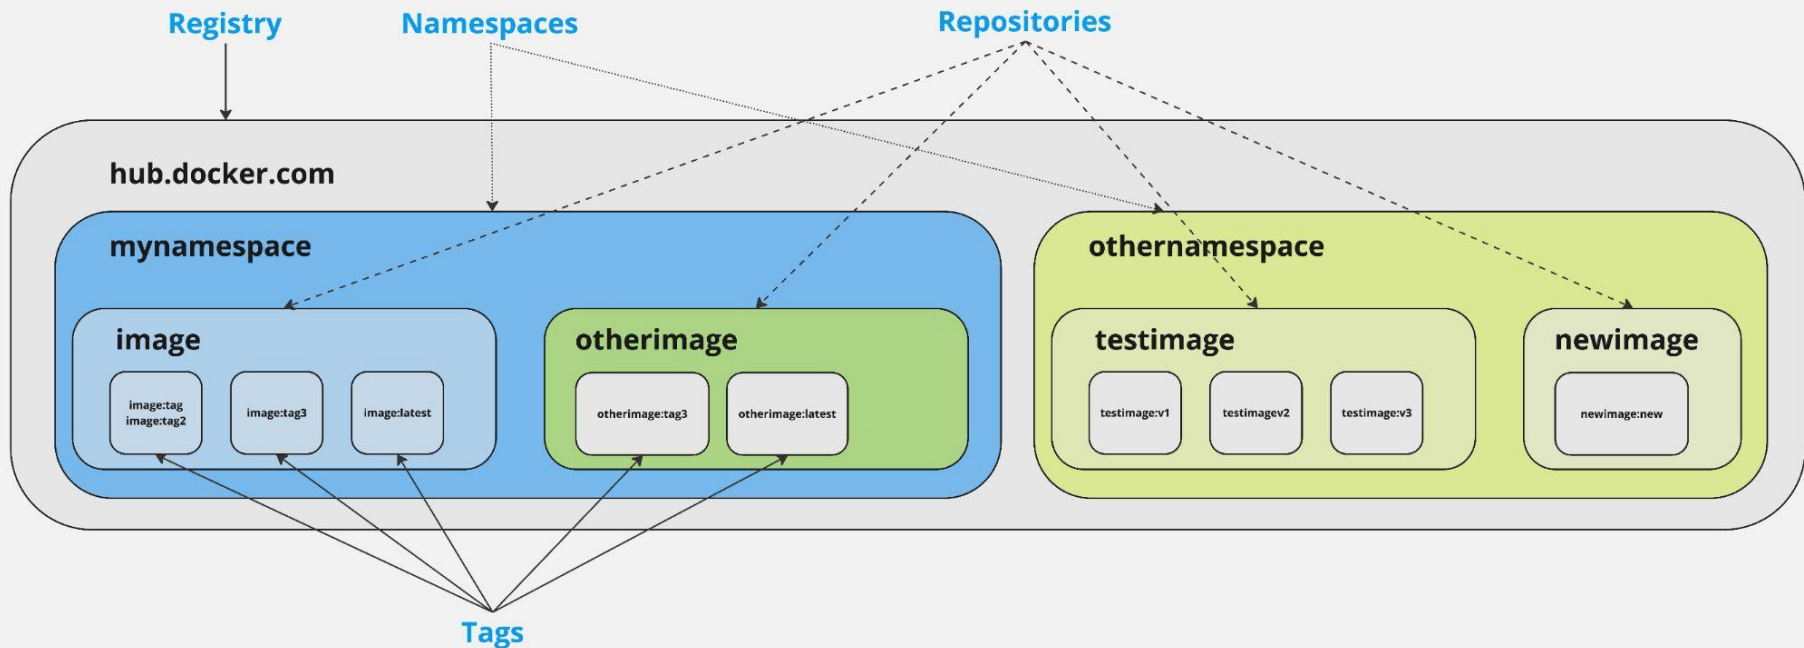 Registry
Namespaces
Repositories
hub.docker.com
mynamespace
othernamespace
image
otherimage
testimage
newimage
image:tag
image:tag2
image:tag3
image:latest
otherimage:tag3
otherimage:latest
testimage:v1
testimagev2
testimage:v3
newimage:new
Tags